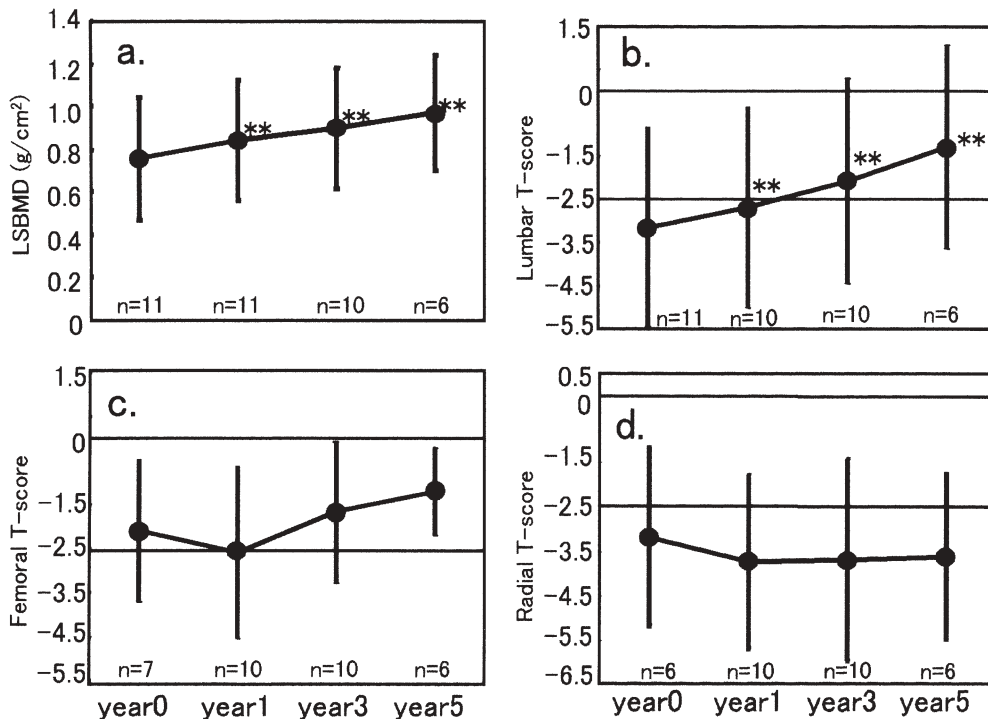 a.
LSBMD (g/cm²)
1.4
1.2
1.0
0.8
0.6
0.4
0.2
0
**
**
**
n=11
n=11
n=10
n=6
b.
Lumbar T-score
1.5
0
-1.5
-2.5
-3.5
-4.5
-5.5
**
**
**
n=11
n=10
n=10
n=6
c.
Femoral T-score
1.5
0
-1.5
-2.5
-3.5
-4.5
-5.5
n=7
n=10
n=10
n=6
year0
year1
year3
year5
d.
Radial T-score
0.5
0
-1.5
-2.5
-3.5
-4.5
-5.5
-6.5
n=6
n=10
n=10
n=6
year0
year1
year3
year5